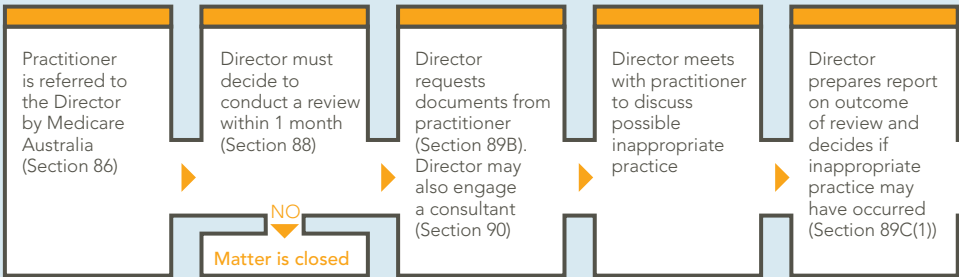 Practitioner
is referred to
the Director
by Medicare
Australia
(Section 86)
Director must
decide to
conduct a review
within 1 month
(Section 88)
NO
Matter is closed
Director
requests
documents from
practitioner
(Section 89B).
Director may
also engage
a consultant
(Section 90)
Director meets
with practitioner
to discuss
possible
inappropriate
practice
Director
prepares report
on outcome
of review and
decides if
inappropriate
practice may
have occurred
(Section 89C(1))